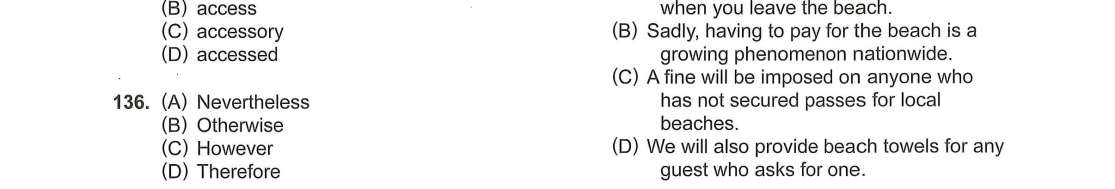 (B) access
(C) accessory
(D) accessed
136. (A) Nevertheless
(B) Otherwise
(C) However
(D) Therefore
when you leave the beach.
(B) Sadly, having to pay for the beach is a
growing phenomenon nationwide.
(C) A fine will be imposed on anyone who
has not secured passes for local
beaches.
(D) We will also provide beach towels for any
guest who asks for one.